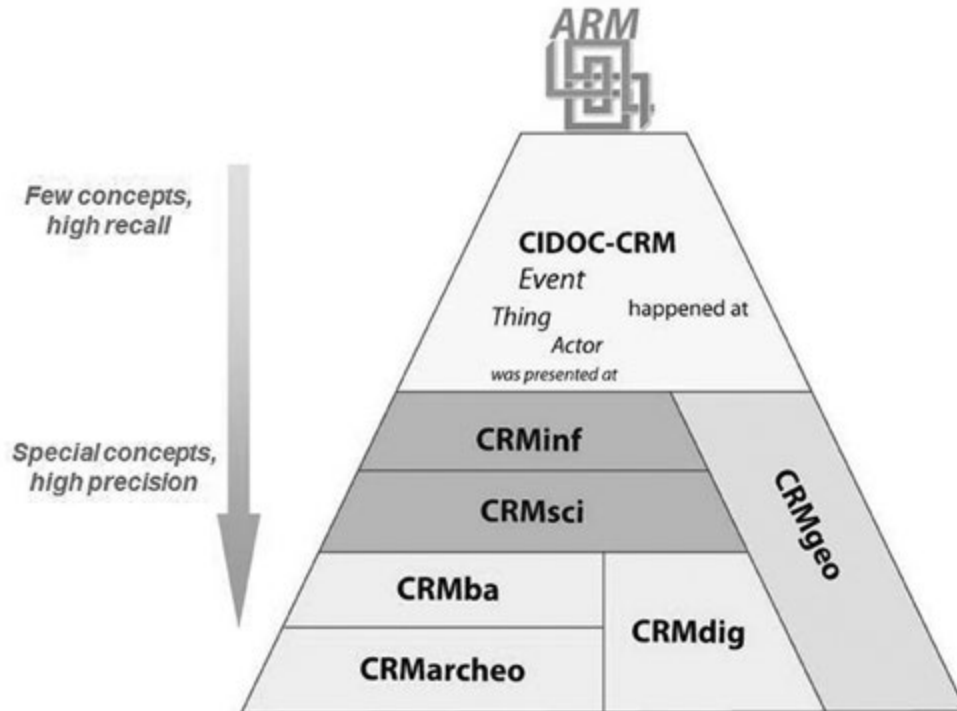 ARM
Few concepts,
high recall
CIDOC-CRM
Event
Thing
happened at
Actor
was presented at
Special concepts,
high precision
CRMinf
CRMsci
CRMgeo
CRMba
CRMdig
CRMarcheo